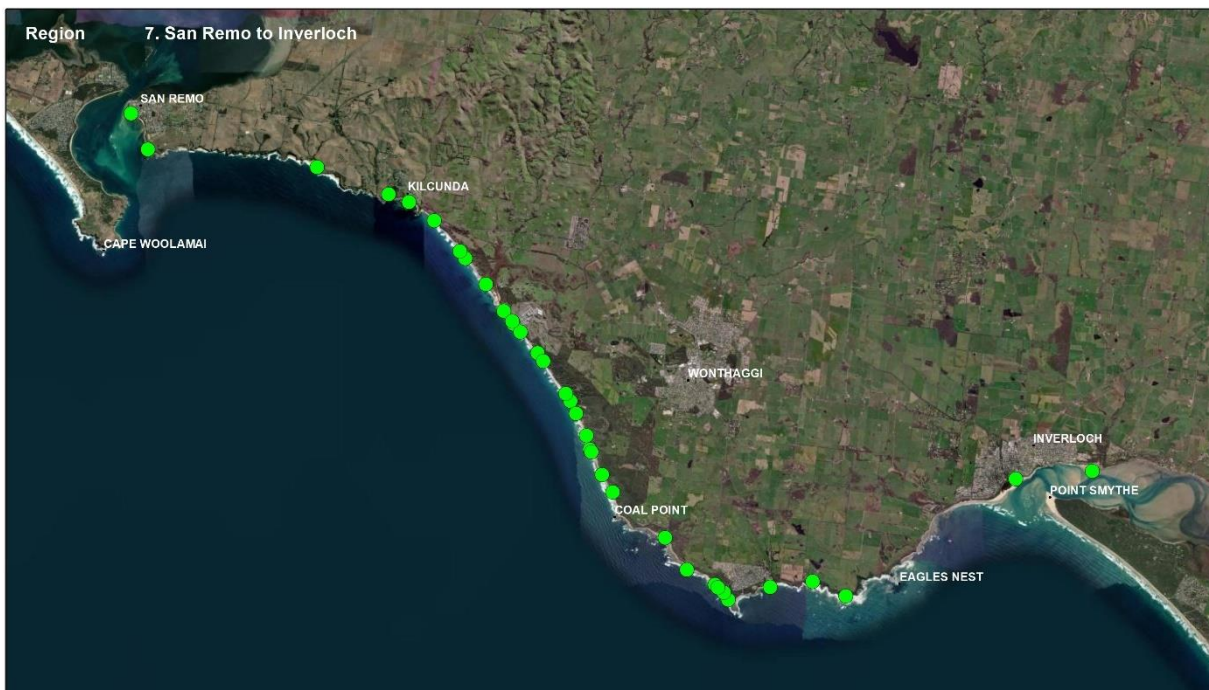 Region 7. San Remo to Inverloch
SAN REMO
KILCUNDA
CAPE WOOLAMAI
WONTHAGGI
INVERLOCH
POINT SMYTHE
COAL POINT
EAGLES NEST